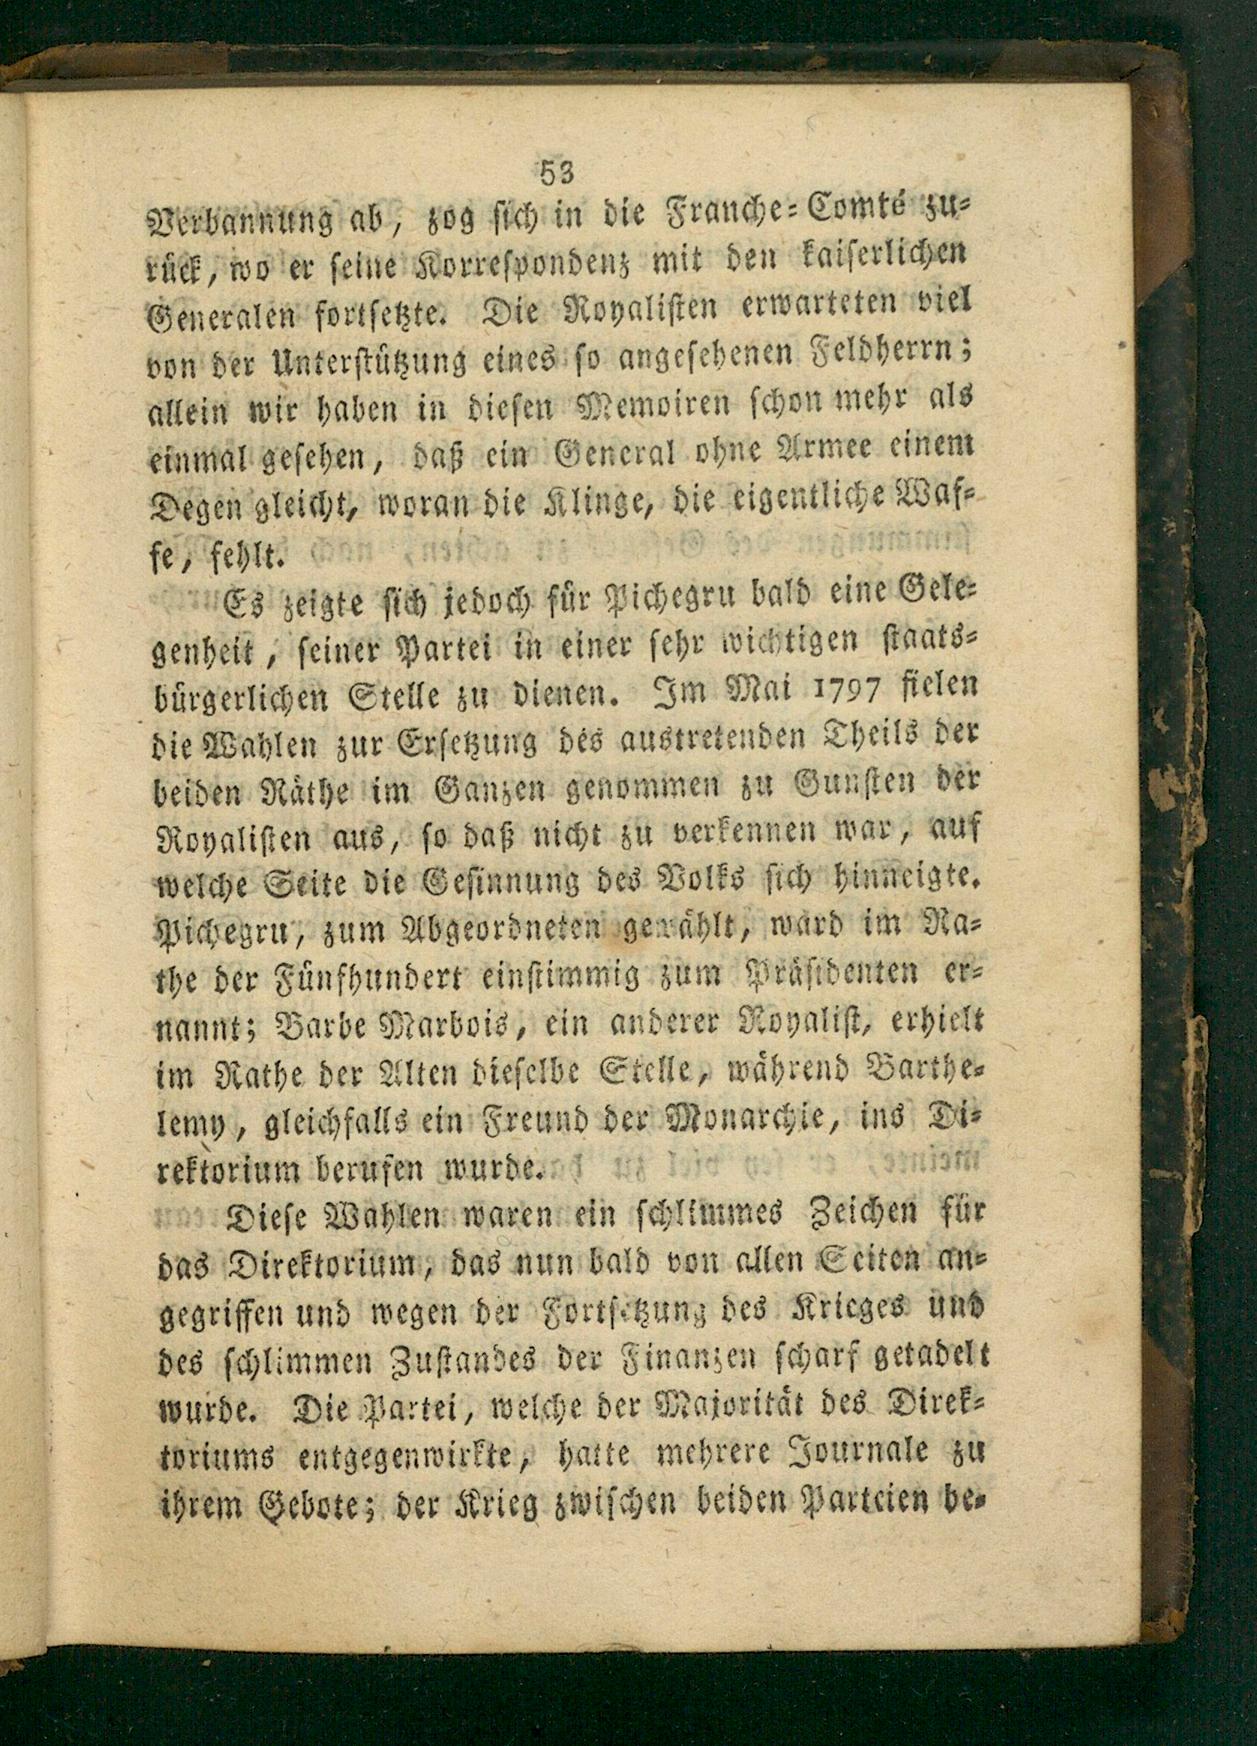 53
Verbannung ab, zog sich in die Franche-Comté zu-
rück, wo er seine Korrespondenz mit den kaiserlichen
Generalen fortsetzte. Die Royalisten erwarteten viel
von der Unterstützung eines so angesehenen Feldherrn;
allein wir haben in diesen Memoiren schon mehr als
einmal gesehen, daß ein General ohne Armee einem
Degen gleicht, woran die Klinge, die eigentliche Waf-
fe, fehlt.
Es zeigte sich jedoch für Pichegru bald eine Gele-
genheit, seiner Partei in einer sehr wichtigen staats-
bürgerlichen Stelle zu dienen. Im Mai 1797 fielen
die Wahlen zur Ersetzung des austretenden Theils der
beiden Räthe im Ganzen genommen zu Gunsten der
Royalisten aus, so daß nicht zu verkennen war, auf
welche Seite die Gesinnung des Volks sich hinneigte.
Pichegru, zum Abgeordneten gewählt, ward im Ra-
the der Fünfhundert einstimmig zum Präsidenten er-
nannt; Barbe Marbois, ein anderer Royalist, erhielt
im Rathe der Alten dieselbe Stelle, während Barthe-
lemy, gleichfalls ein Freund der Monarchie, ins Di-
rektorium berufen wurde.
Diese Wahlen waren ein schlimmes Zeichen für
das Direktorium, das nun bald von allen Seiten an-
gegriffen und wegen der Fortsetzung des Krieges und
des schlimmen Zustandes der Finanzen scharf getadelt
wurde. Die Partei, welche der Majorität des Direk-
toriums entgegenwirkte, hatte mehrere Journale zu
ihrem Gebote; der Krieg zwischen beiden Parteien be-